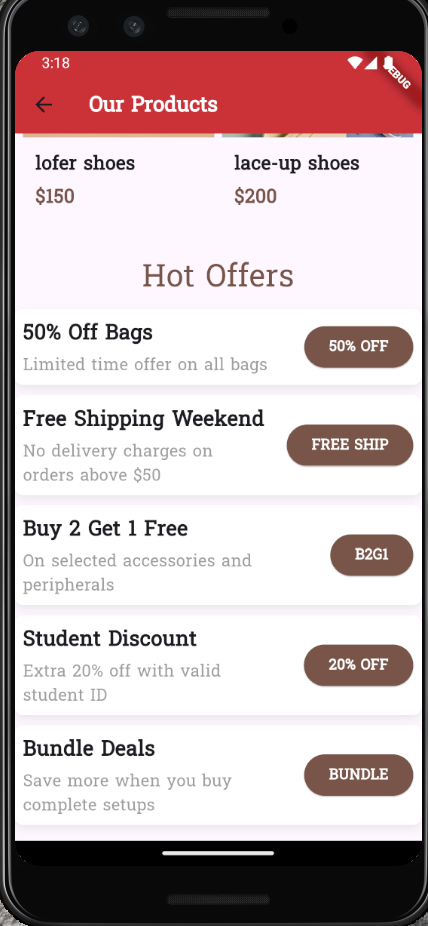 3:18
DEBUG
Our Products
lofer shoes
lace-up shoes
$150
$200
Hot Offers
50% Off Bags
Limited time offer on all bags
50% OFF
Free Shipping Weekend
No delivery charges on
orders above $50
FREE SHIP
Buy 2 Get 1 Free
On selected accessories and
peripherals
B2G1
Student Discount
Extra 20% off with valid
student ID
20% OFF
Bundle Deals
Save more when you buy
complete setups
BUNDLE